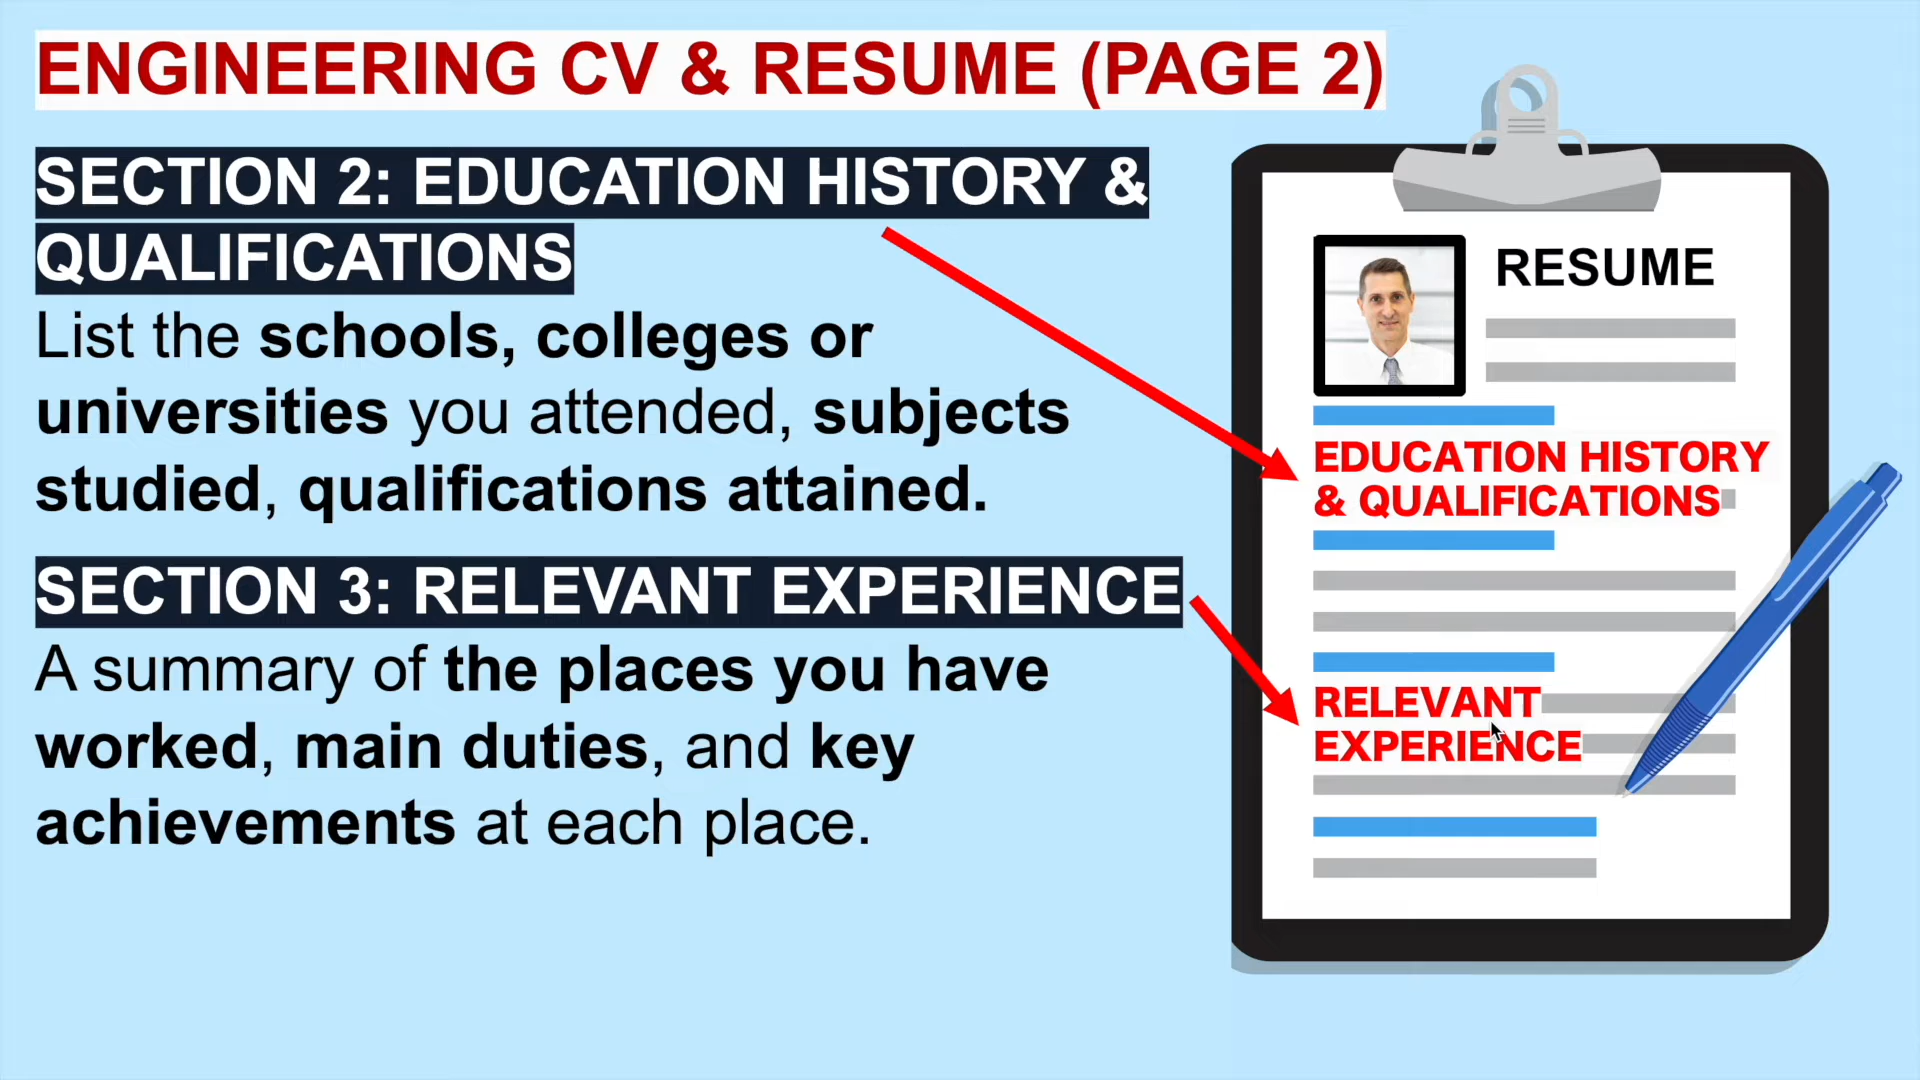 ENGINEERING CV & RESUME (PAGE 2)
SECTION 2: EDUCATION HISTORY &
QUALIFICATIONS
List the schools, colleges or
universities you attended, subjects
studied, qualifications attained.
SECTION 3: RELEVANT EXPERIENCE
A summary of the places you have
worked, main duties, and key
achievements at each place.
RESUME
EDUCATION HISTORY
& QUALIFICATIONS
RELEVANT
EXPERIENCE